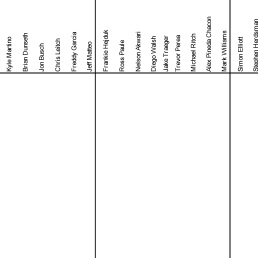 Kyle Martino
Brian Dunseth
Jon Busch
Chris Leitch
Freddy Garcia
Jeff Matteo
Frankie Hejduk
Ross Paule
Nelson Akwari
Diego Walsh
Jake Traeger
Trevor Perea
Michael Ritch
Alex Pineda Chacon
Mark Williams
Simon Elliott
Stephen Herdsman